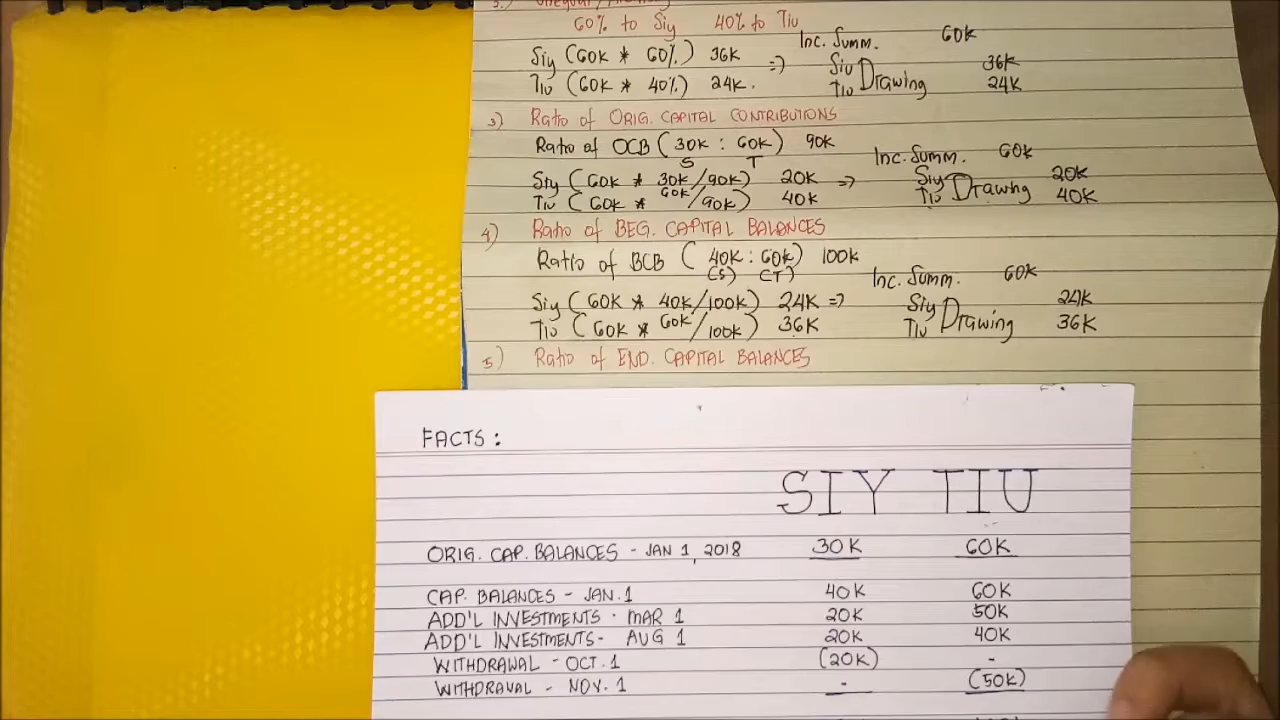 60% to Siy 40% to Tiu
Siy (60K * 60%) 36K => Inc. Summ. 60K
Tiu (60K * 40%) 24K. Siy Drawing 36K
Tiu 24K
3) Ratio of ORIG. CAPITAL CONTRIBUTIONS
Ratio of OCB (30K : 60K) 90K
S T
Inc. Summ. 60K
Siy (60K * 30K/90K) 20K => Siy Drawing 20K
Tiu (60K * 60K/90K) 40K Tiu 40K
4) Ratio of BEG. CAPITAL BALANCES
Ratio of BCB (40K : 60K) 100K
(S) (T)
Inc. Summ. 60K
Siy (60K * 40K/100K) 24K => Siy Drawing 24K
Tiu (60K * 60K/100K) 36K Tiu 36K
5) Ratio of END. CAPITAL BALANCES
FACTS :
SIY TIU
ORIG. CAP. BALANCES - JAN 1, 2018 30K 60K
CAP. BALANCES - JAN. 1 40K 60K
ADD'L INVESTMENTS - MAR 1 20K 50K
ADD'L INVESTMENTS - AUG 1 20K 40K
WITHDRAWAL - OCT. 1 (20K) -
WITHDRAWAL - NOV. 1 - (50K)